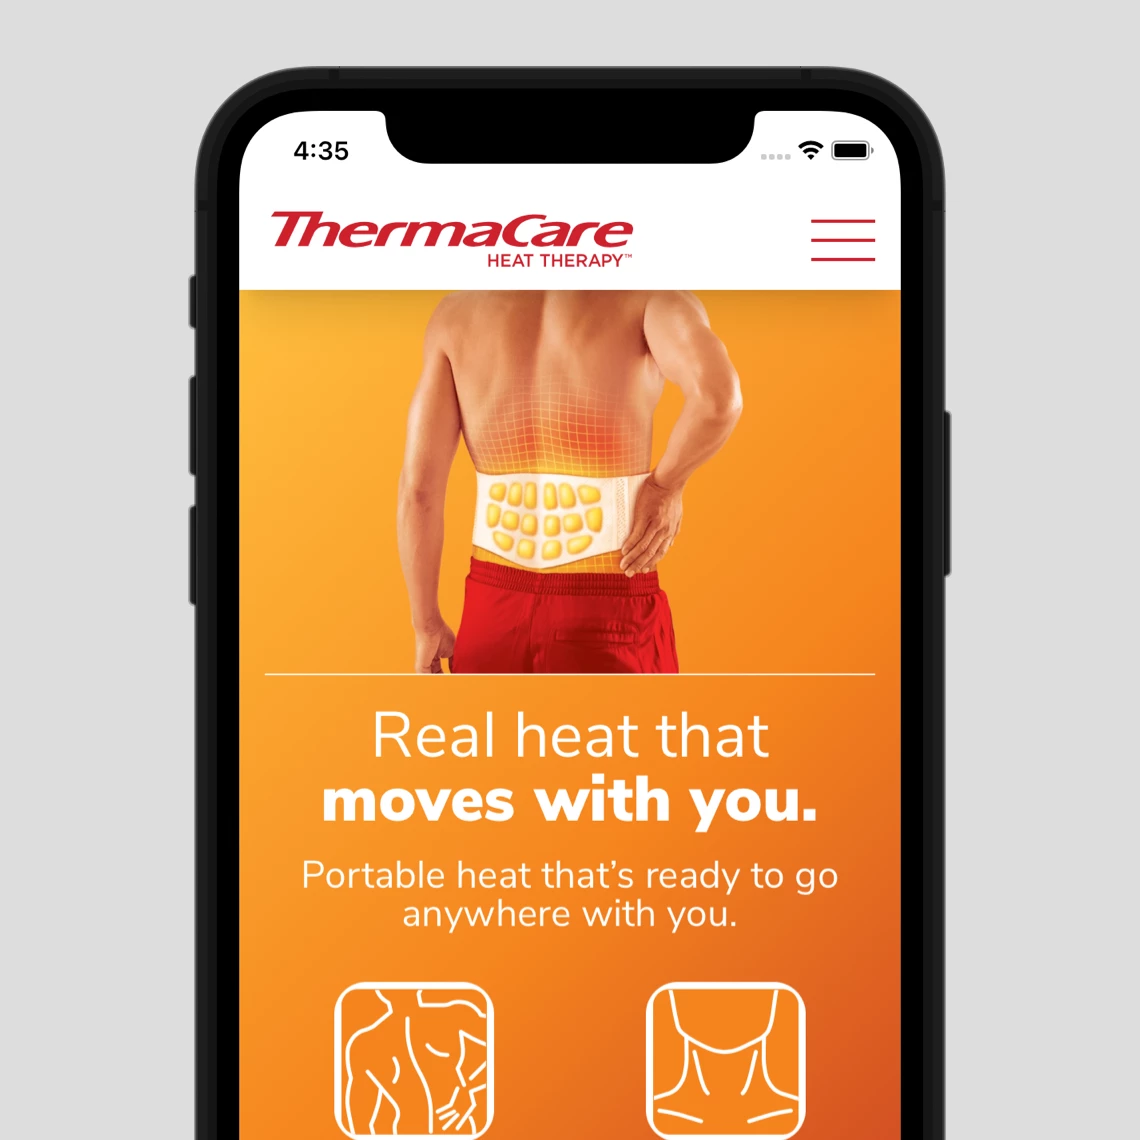 4:35
ThermaCare
HEAT THERAPY™
Real heat that
moves with you.
Portable heat that’s ready to go
anywhere with you.